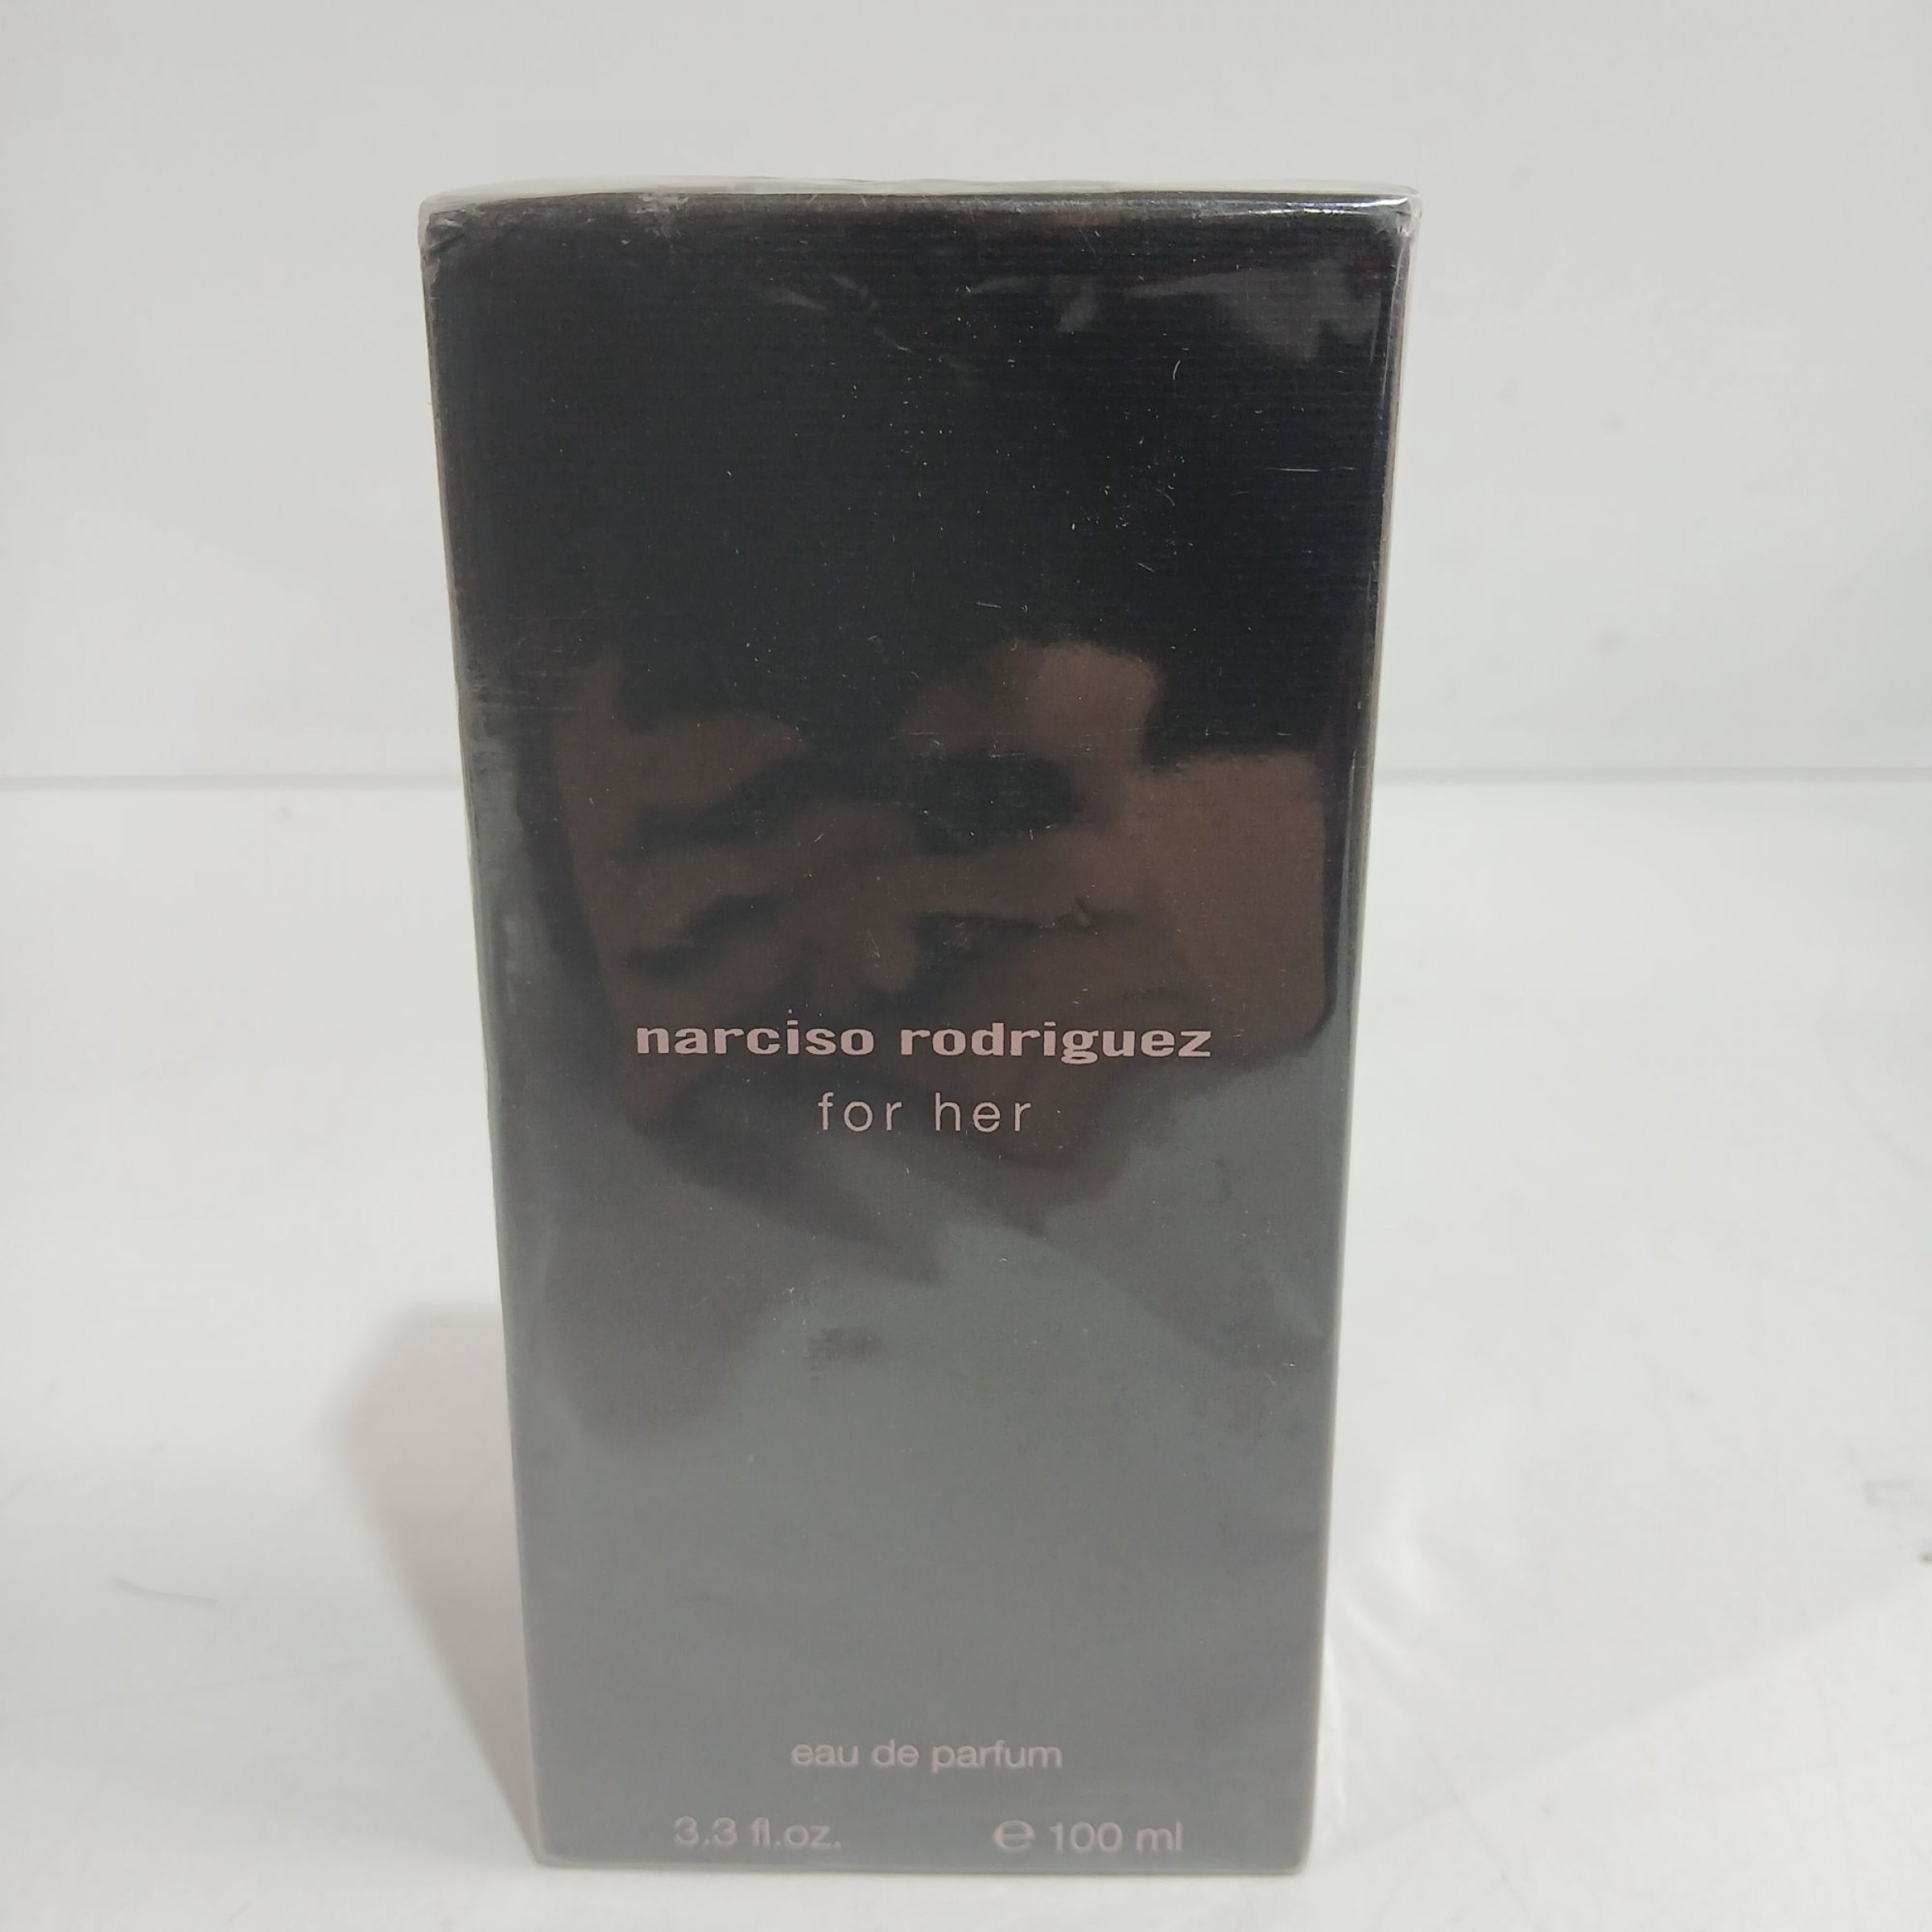 narciso rodriguez
for her
eau de parfum
3.3 fl.oz. ℮ 100 ml